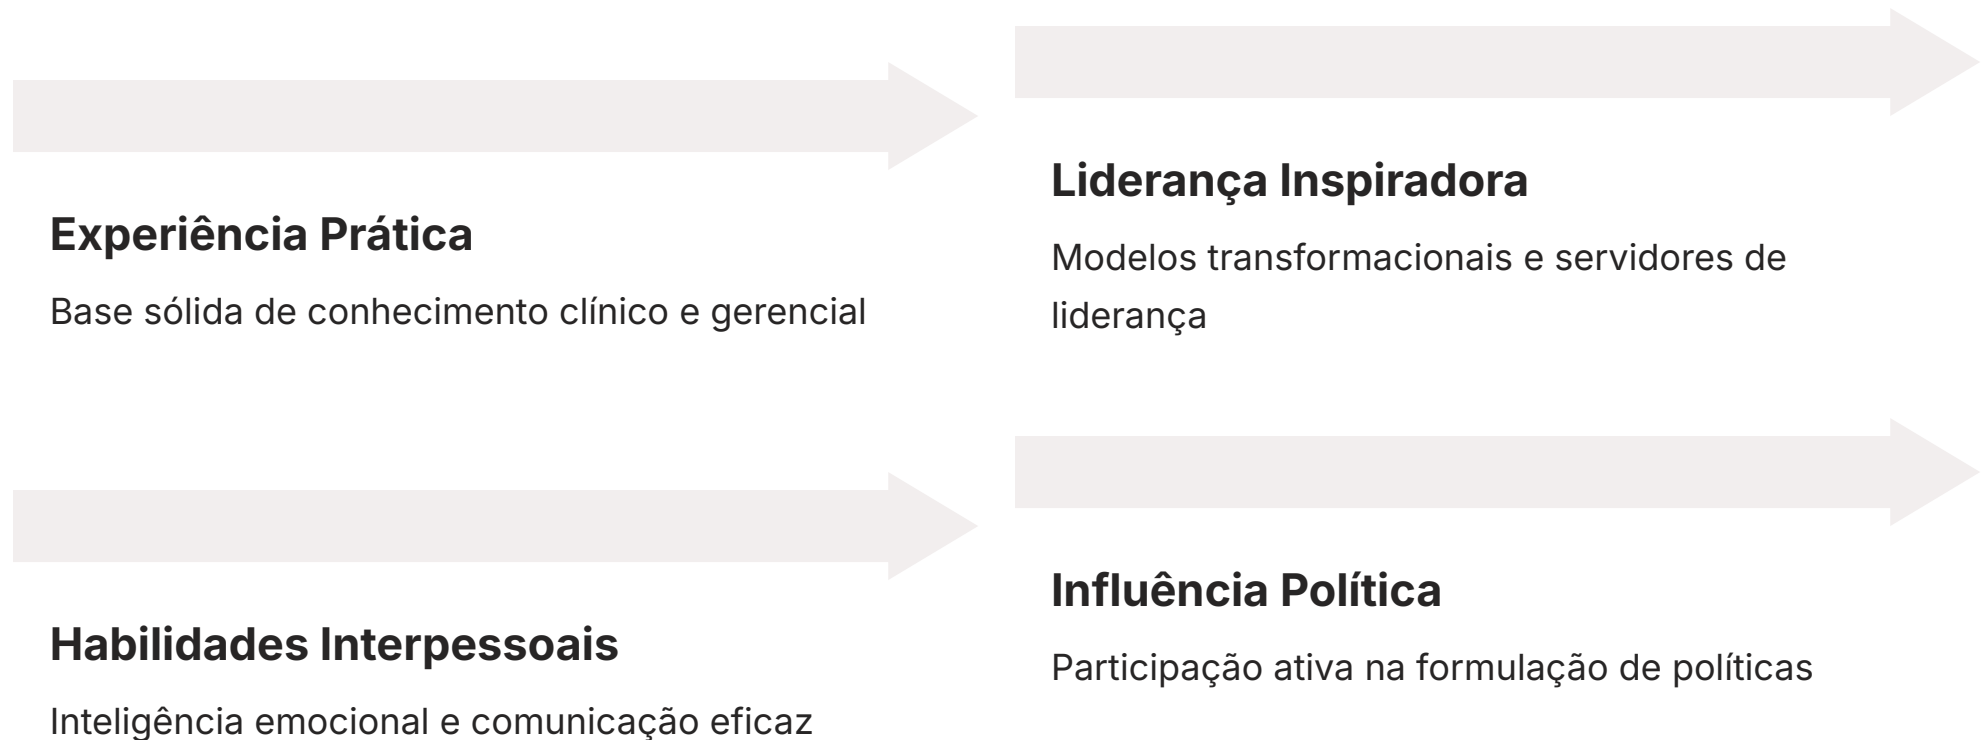 Experiência Prática
Base sólida de conhecimento clínico e gerencial
Liderança Inspiradora
Modelos transformacionais e servidores de
liderança
Habilidades Interpessoais
Inteligência emocional e comunicação eficaz
Influência Política
Participação ativa na formulação de políticas